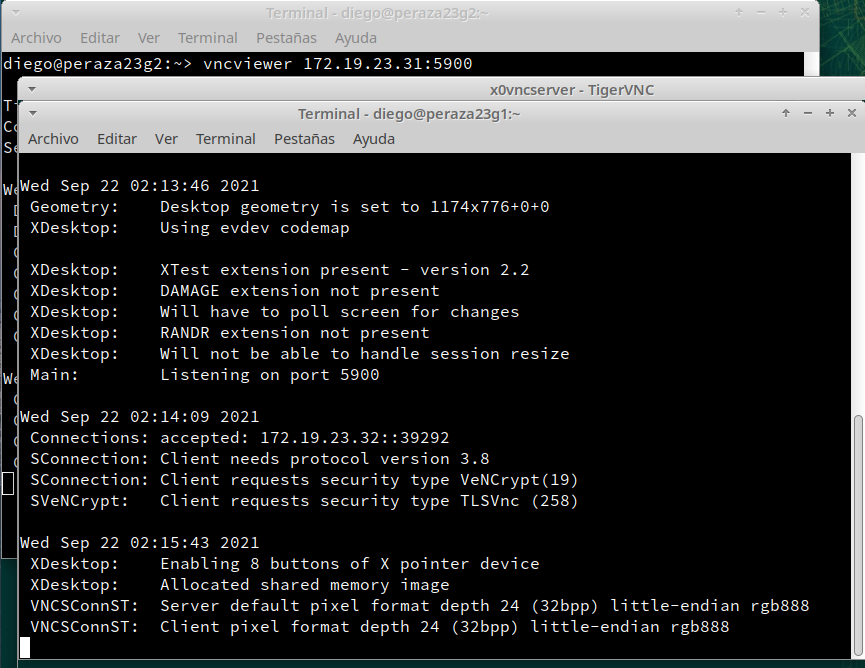 Terminal - diego@peraza23g2:~
Archivo Editar Ver Terminal Pestañas Ayuda
diego@peraza23g2:~> vncviewer 172.19.23.31:5900
x0vncserver - TigerVNC
Terminal - diego@peraza23g1:~
Archivo Editar Ver Terminal Pestañas Ayuda
Wed Sep 22 02:13:46 2021
Geometry: Desktop geometry is set to 1174x776+0+0
XDesktop: Using evdev codemap
XDesktop: XTest extension present - version 2.2
XDesktop: DAMAGE extension not present
XDesktop: Will have to poll screen for changes
XDesktop: RANDR extension not present
XDesktop: Will not be able to handle session resize
Main: Listening on port 5900
Wed Sep 22 02:14:09 2021
Connections: accepted: 172.19.23.32::39292
SConnection: Client needs protocol version 3.8
SConnection: Client requests security type VeNCrypt(19)
SVeNCrypt: Client requests security type TLSVnc (258)
Wed Sep 22 02:15:43 2021
XDesktop: Enabling 8 buttons of X pointer device
XDesktop: Allocated shared memory image
VNCSConnST: Server default pixel format depth 24 (32bpp) little-endian rgb888
VNCSConnST: Client pixel format depth 24 (32bpp) little-endian rgb888